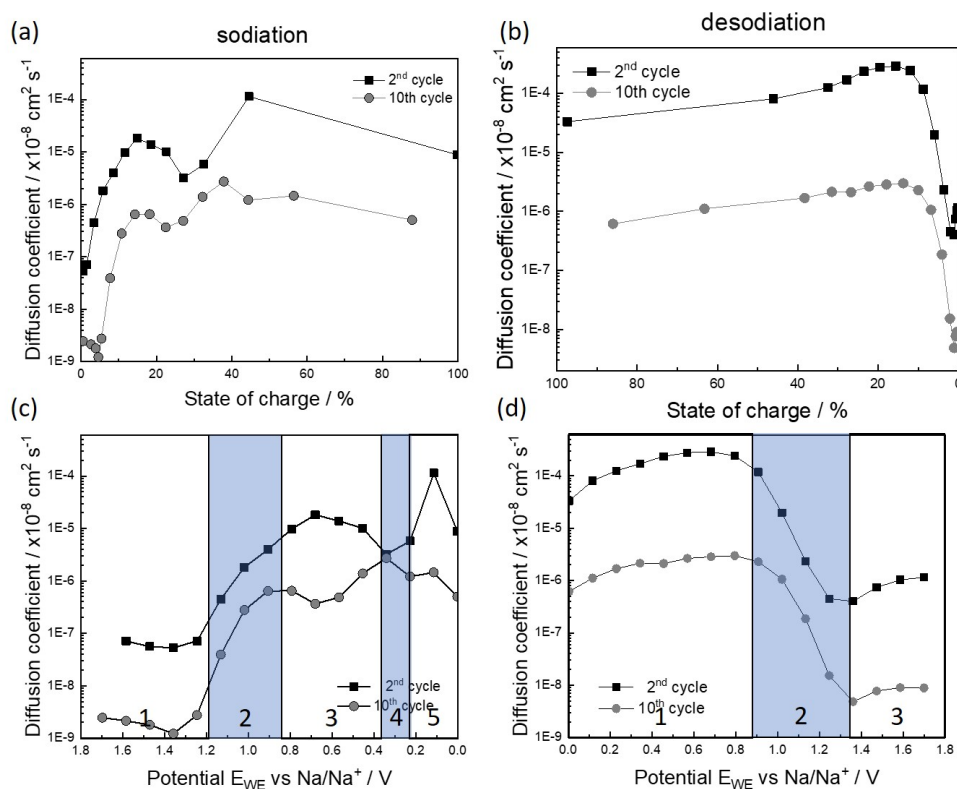 (a)
sodiation
2nd cycle
10th cycle
1E-4
1E-5
1E-6
1E-7
1E-8
1E-9
Diffusion coefficient / x10-8 cm2 s-1
0 20 40 60 80 100
State of charge / %
(b)
desodiation
2nd cycle
10th cycle
1E-4
1E-5
1E-6
1E-7
1E-8
Diffusion coefficient / x10-8 cm2 s-1
100 80 60 40 20
State of charge / %
(c)
1E-4
1E-5
1E-6
1E-7
1E-8
1E-9
Diffusion coefficient / x10-8 cm2 s-1
2nd cycle
10th cycle
1 2 3 4 5
1.8 1.6 1.4 1.2 1.0 0.8 0.6 0.4 0.2 0.0
Potential EWE vs Na/Na+ / V
(d)
1E-4
1E-5
1E-6
1E-7
1E-8
1E-9
Diffusion coefficient / x10-8 cm2 s-1
2nd cycle
10th cycle
1 2 3
0.0 0.2 0.4 0.6 0.8 1.0 1.2 1.4 1.6 1.8
Potential EWE vs Na/Na+ / V